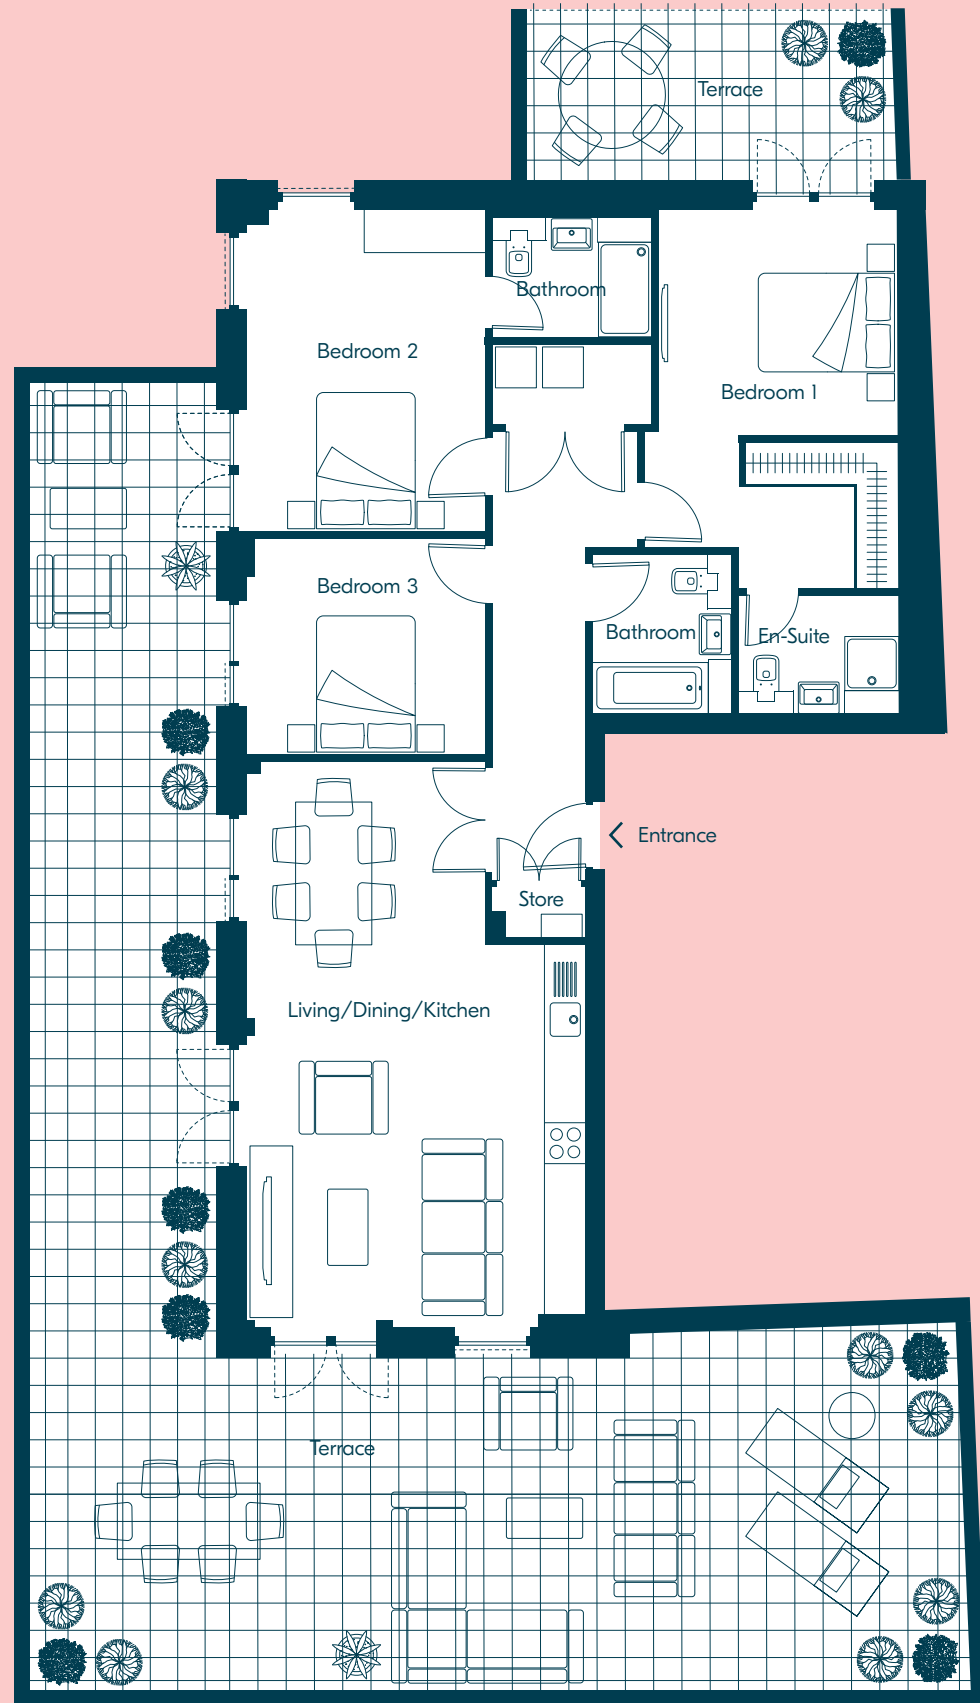 Terrace
Bathroom
Bedroom 2
Bedroom 1
Bedroom 3
Bathroom
En-Suite
Entrance
Store
Living/Dining/Kitchen
Terrace